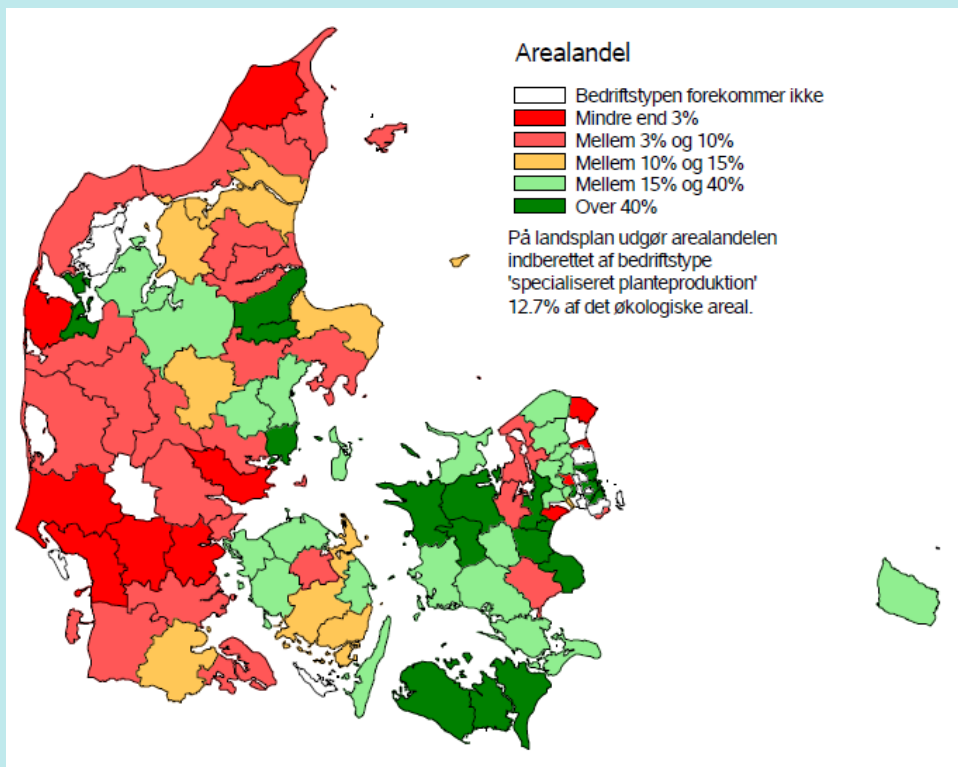 Arealandel
Bedriftstypen forekommer ikke
Mindre end 3%
Mellem 3% og 10%
Mellem 10% og 15%
Mellem 15% og 40%
Over 40%
På landsplan udgør arealandelen
indberettet af bedriftstype
'specialiseret planteproduktion'
12.7% af det økologiske areal.